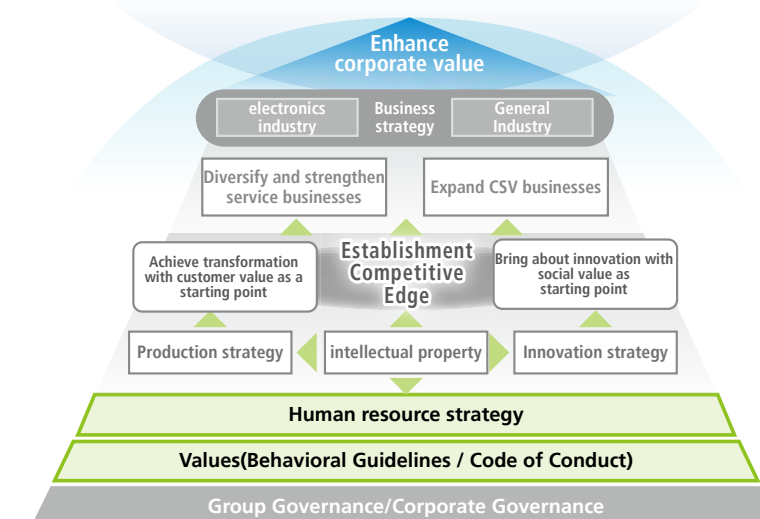 Enhance
corporate value
electronics
industry
Business
strategy
General
Industry
Diversify and strengthen
service businesses
Expand CSV businesses
Achieve transformation
with customer value as a
starting point
Establishment
Competitive
Edge
Bring about innovation with
social value as
starting point
Production strategy
intellectual property
Innovation strategy
Human resource strategy
Values(Behavioral Guidelines / Code of Conduct)
Group Governance/Corporate Governance